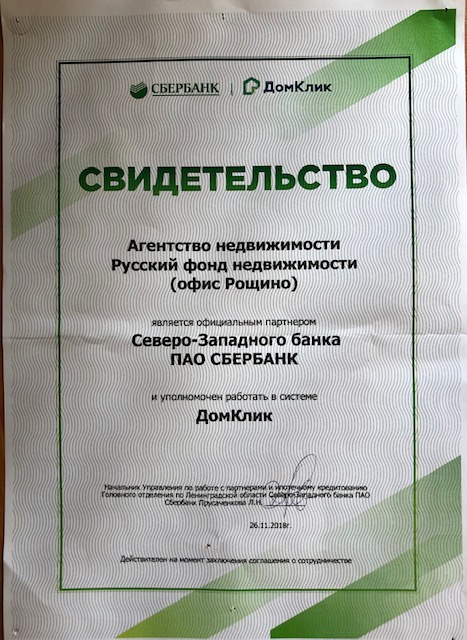 СБЕРБАНК | ДомКлик
СВИДЕТЕЛЬСТВО
Агентство недвижимости
Русский фонд недвижимости
(офис Рощино)
является официальным партнером
Северо-Западного банка
ПАО СБЕРБАНК
и уполномочен работать в системе
ДомКлик
Начальник Управления по работе с партнерами и ипотечному кредитованию
Головного отделения по Ленинградской области Северо-Западного банка ПАО
Сбербанк Прусаченкова Л.Н.
26.11.2018г.
Действителен на момент заключения соглашения о сотрудничестве